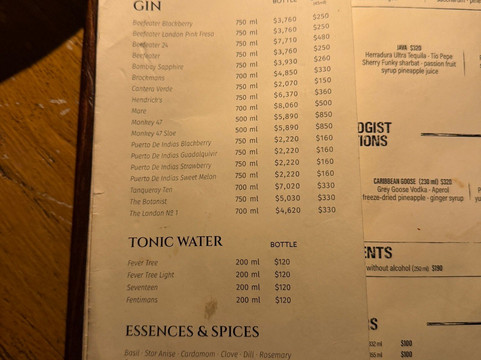 GIN BOTTLE
Beefeater Blackberry 750 ml $3,760 $250
Beefeater London Pink Fresa 750 ml $3,760 $250
Beefeater 24 750 ml $7,710 $480
Beefeater 750 ml $3,760 $250
Bombay Sapphire 750 ml $3,930 $260
Brockmans 700 ml $4,850 $330
Cantero Verde 750 ml $2,070 $150
Hendrick's 750 ml $6,370 $360
Mare 700 ml $8,060 $500
Monkey 47 500 ml $5,890 $850
Monkey 47 Sloe 500 ml $5,890 $850
Puerto De Indias Blackberry 750 ml $2,220 $160
Puerto De Indias Guadalquivir 750 ml $2,220 $160
Puerto De Indias Strawberry 750 ml $2,220 $160
Puerto De Indias Sweet Melon 750 ml $2,220 $160
Tanqueray Ten 700 ml $7,020 $330
The Botanist 750 ml $5,030 $330
The London Nº 1 700 ml $4,620 $330
TONIC WATER BOTTLE
Fever Tree 200 ml $120
Fever Tree Light 200 ml $120
Seventeen 200 ml $120
Fentimans 200 ml $120
ESSENCES & SPICES
Basil · Star Anise · Cardamom · Clove · Dill · Rosemary
JAVA $320
Herradura Ultra Tequila · Tio Pepe
Sherry Funky sharbat · passion fruit
syrup pineapple juice
OGIST
IONS
CARIBBEAN GOOSE (230 ml) $320
Grey Goose Vodka · Aperol
freeze-dried pineapple · ginger syrup
NTS
without alcohol (250 ml) $190
S
$100
$100